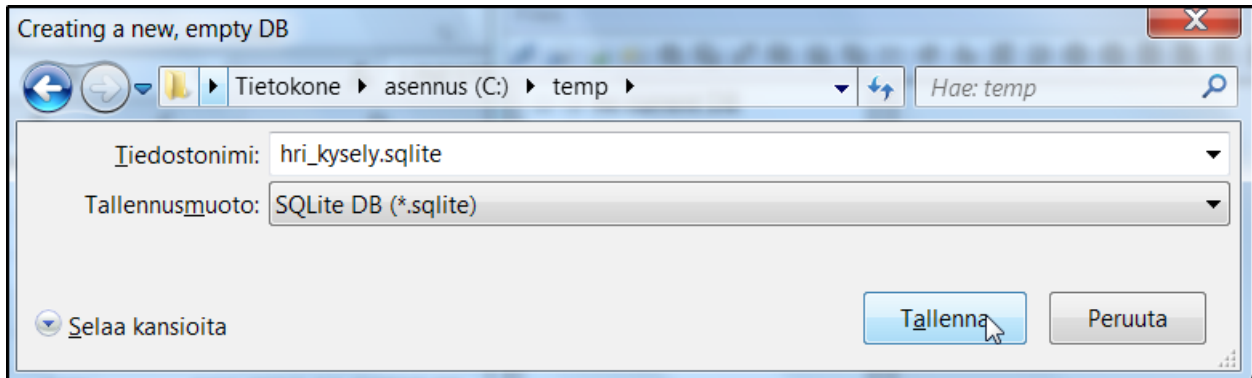 Creating a new, empty DB
Tietokone asennus (C:) temp Hae: temp
Tiedostonimi: hri_kysely.sqlite
Tallennusmuoto: SQLite DB (*.sqlite)
Selaa kansioita Tallenna Peruuta